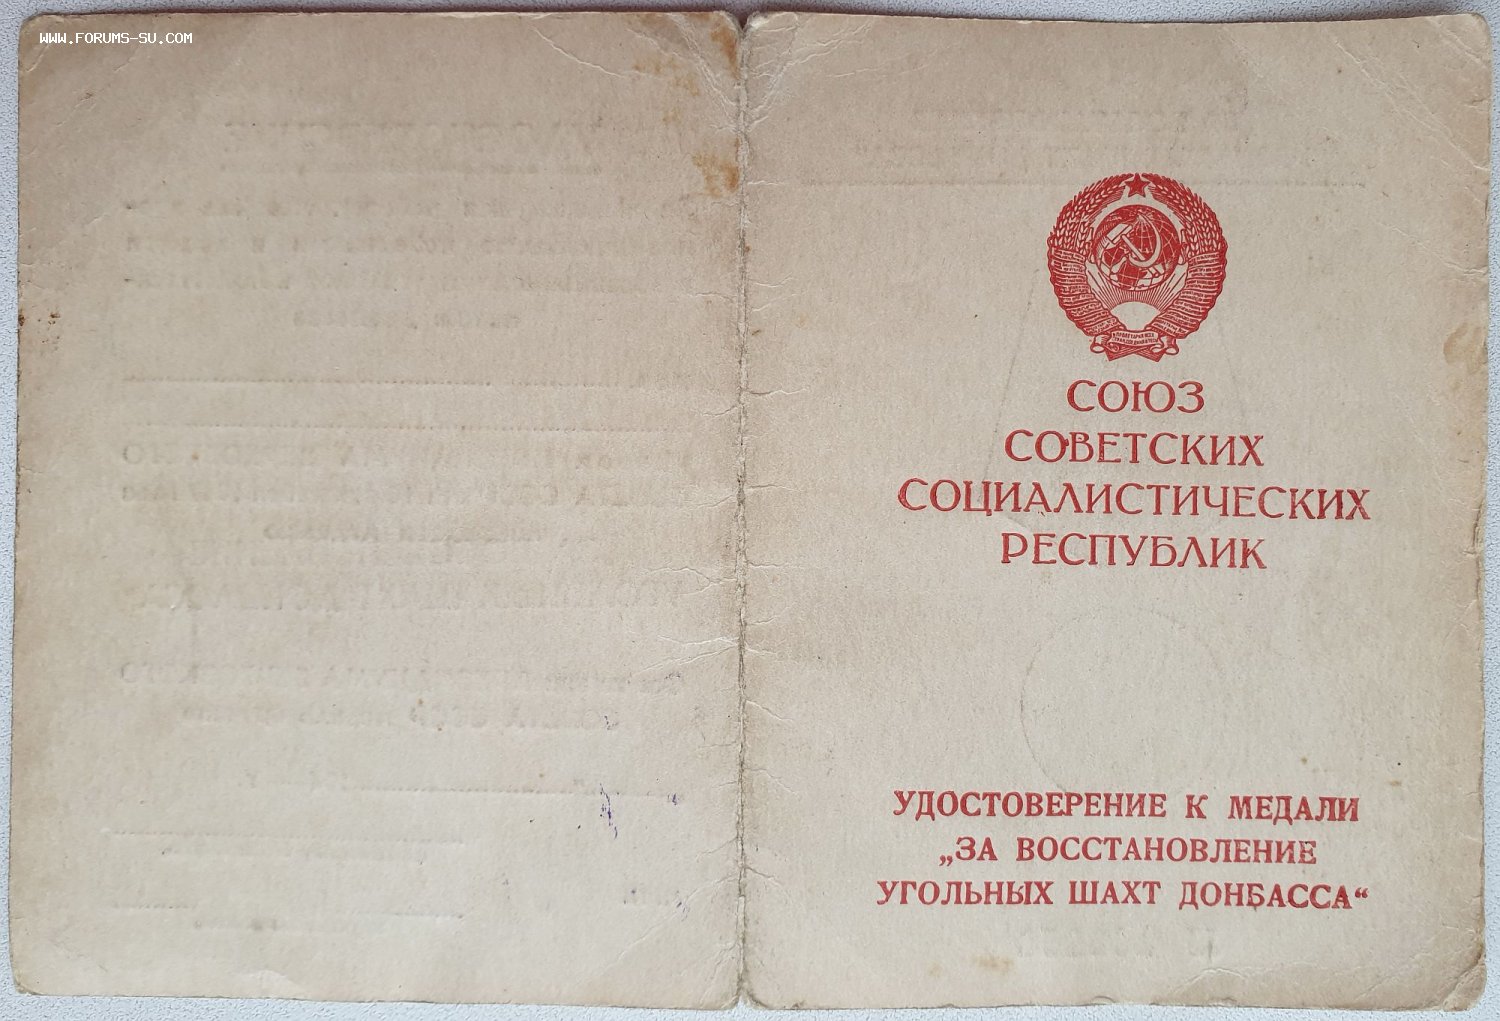 WWW.FORUMS-SU.COM
СОЮЗ
СОВЕТСКИХ
СОЦИАЛИСТИЧЕСКИХ
РЕСПУБЛИК
УДОСТОВЕРЕНИЕ К МЕДАЛИ
„ЗА ВОССТАНОВЛЕНИЕ
УГОЛЬНЫХ ШАХТ ДОНБАССА“